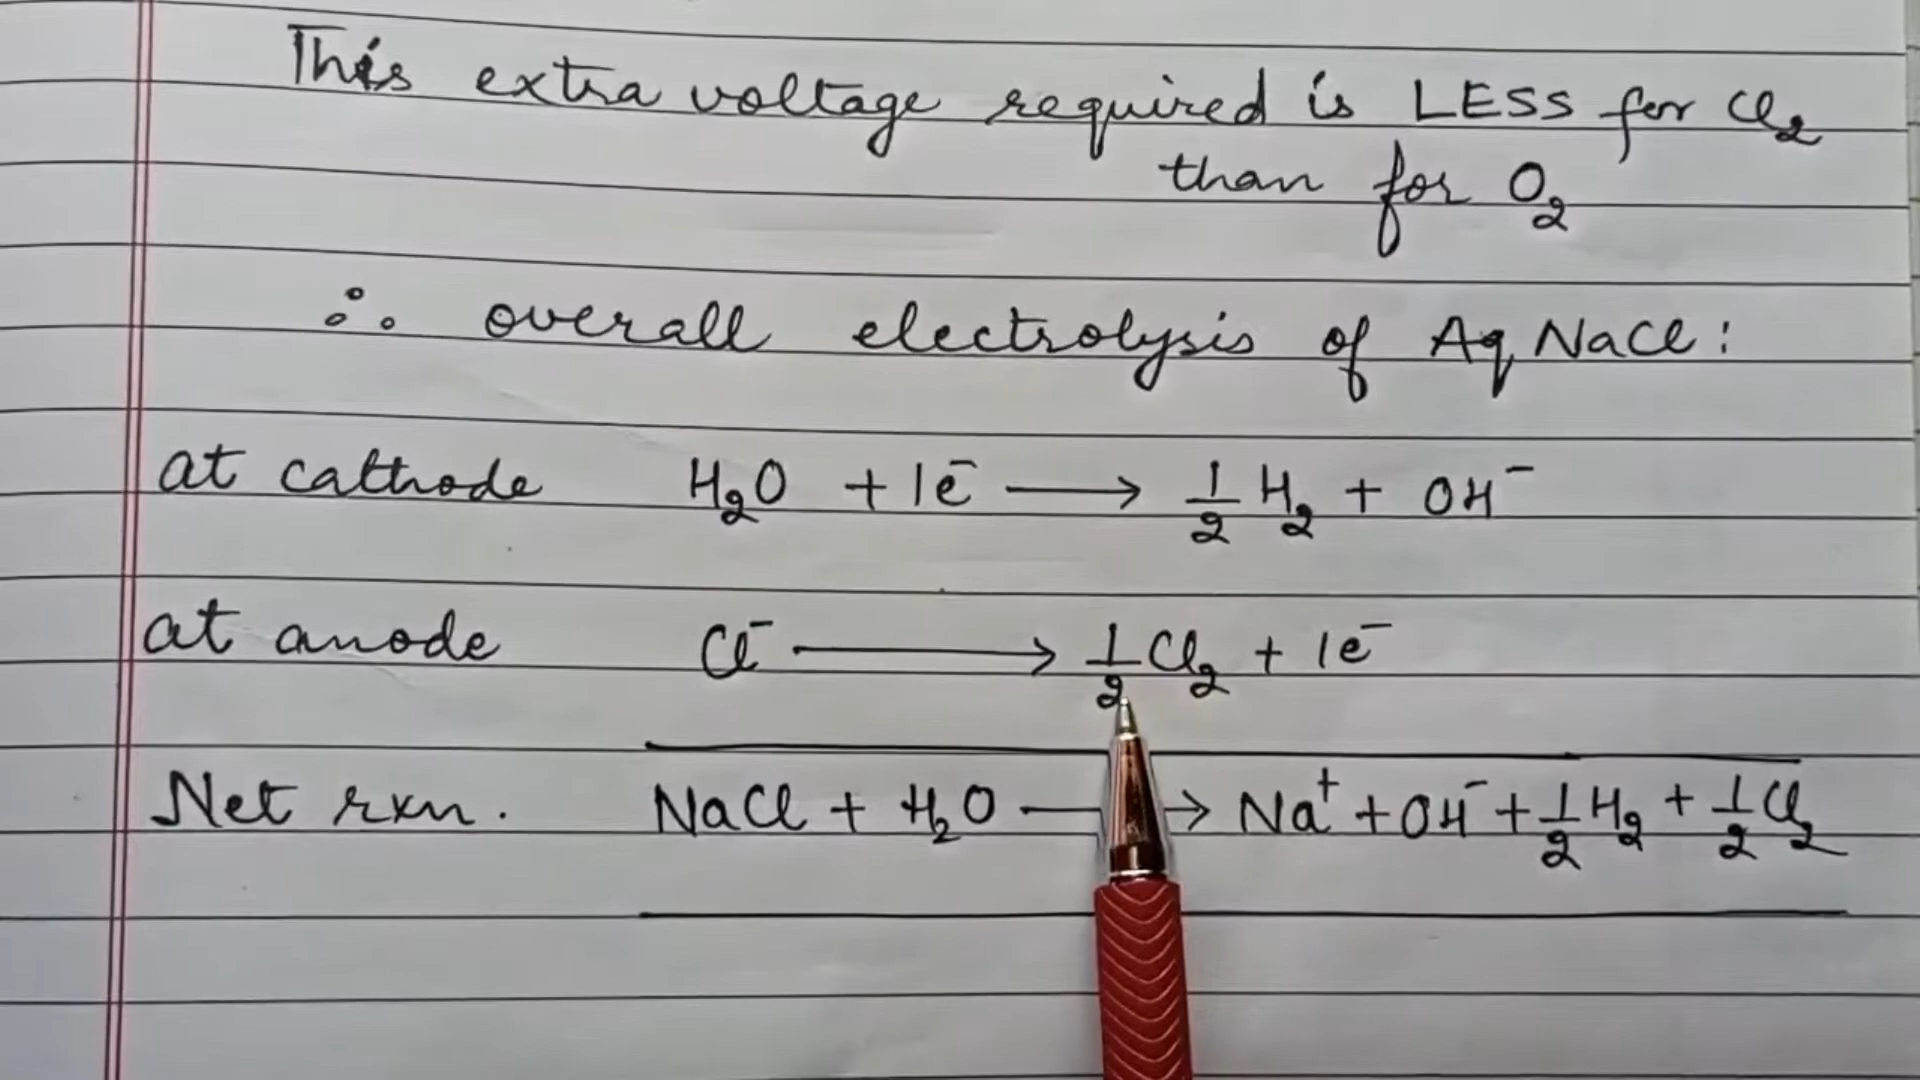 This extra voltage required is LESS for Cl₂
than for O₂
∴ overall electrolysis of Aq NaCl:
at cathode H₂O + 1e⁻ ⟶ 1/2 H₂ + OH⁻
at anode Cl⁻ ⟶ 1/2 Cl₂ + 1e⁻
Net rxn. NaCl + H₂O ⟶ Na⁺ + OH⁻ + 1/2 H₂ + 1/2 Cl₂